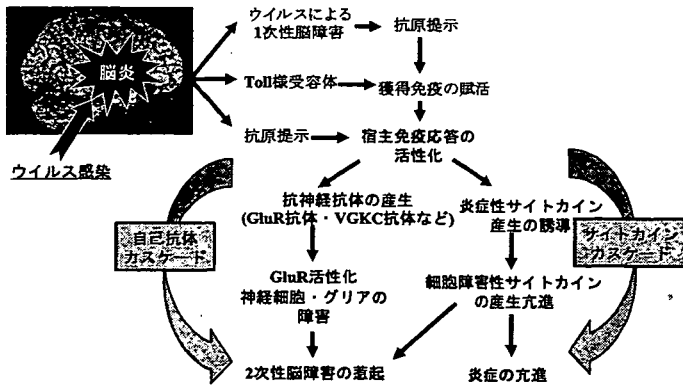 ウイルスによる
1次性脳障害
抗原提示
脳炎
Toll様受容体
獲得免疫の賦活
抗原提示
宿主免疫応答の
活性化
ウイルス感染
抗神経抗体の産生
(GluR抗体・VGKC抗体など)
炎症性サイトカイン
産生の誘導
自己抗体
カスケード
サイトカイン
カスケード
GluR活性化
神経細胞・グリアの
障害
細胞障害性サイトカイン
の産生亢進
2次性脳障害の惹起
炎症の亢進